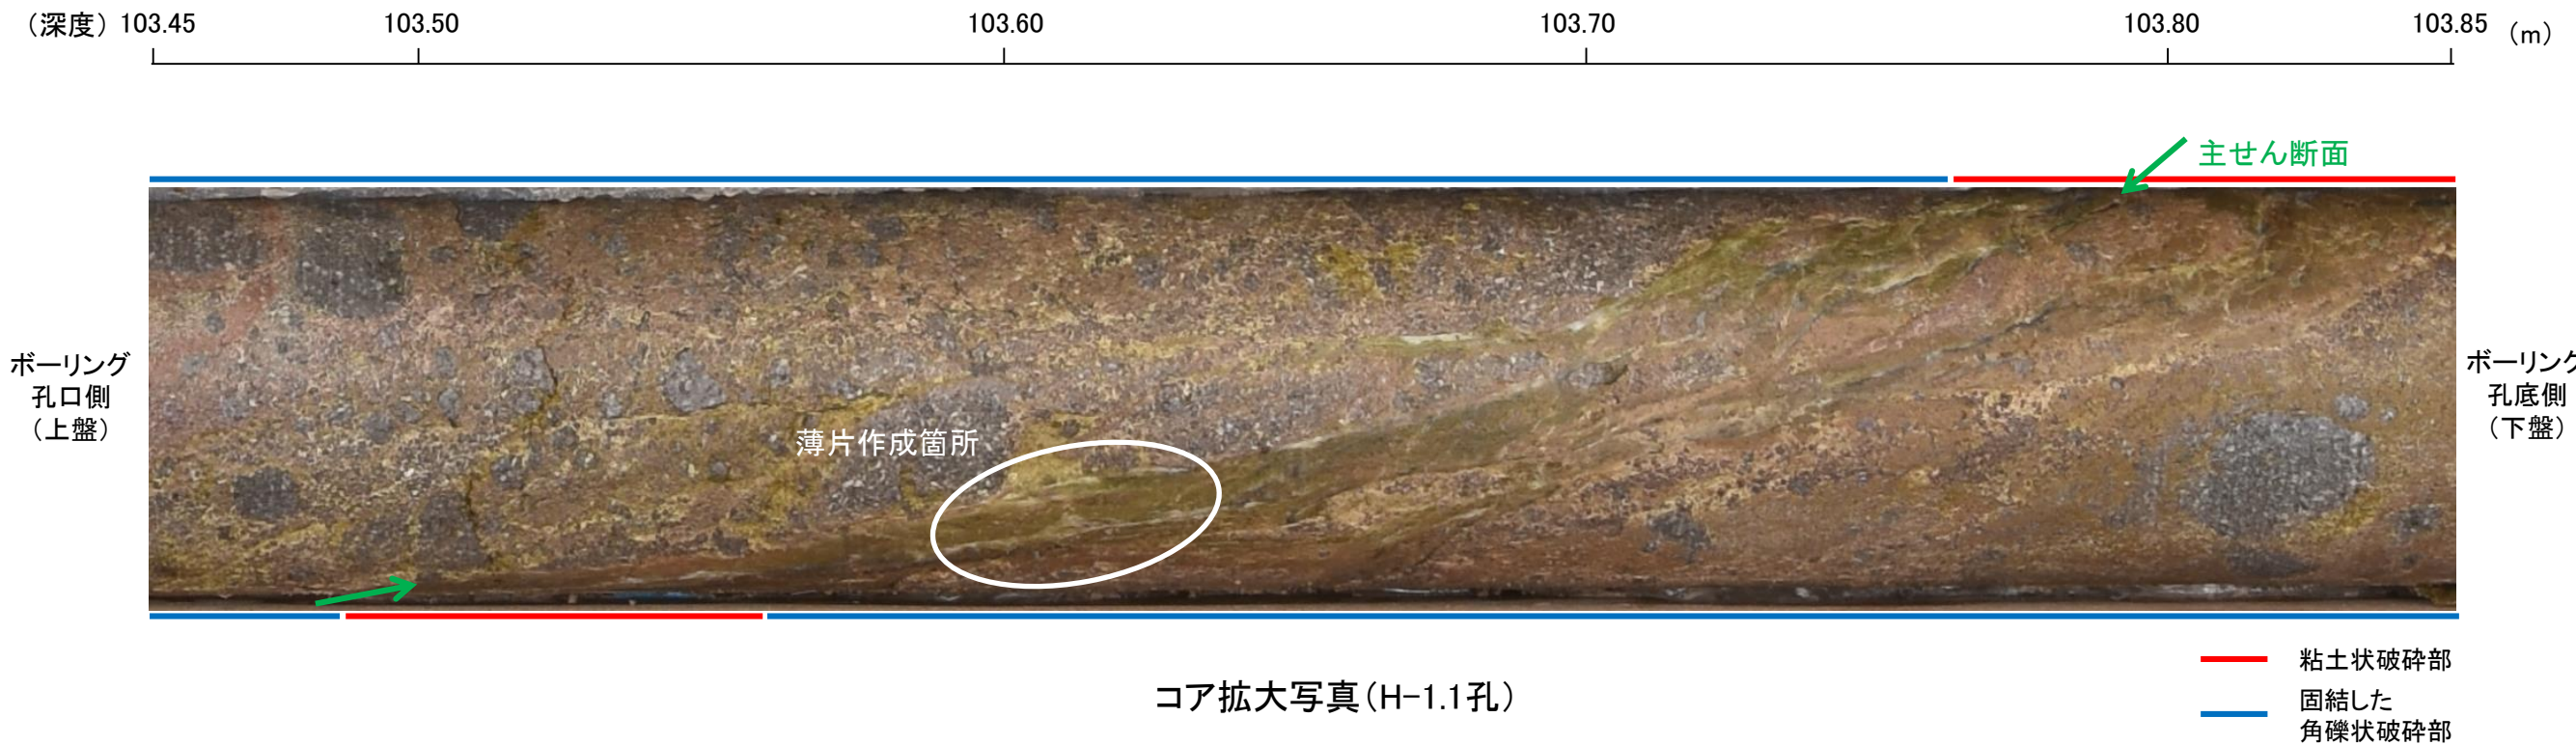 （深度） 103.45 103.50 103.60 103.70 103.80 103.85 （m）
主せん断面
ボーリング
孔口側
（上盤）
薄片作成箇所
ボーリング
孔底側
（下盤）
粘土状破砕部
コア拡大写真（H-1.1孔）
固結した
角礫状破砕部